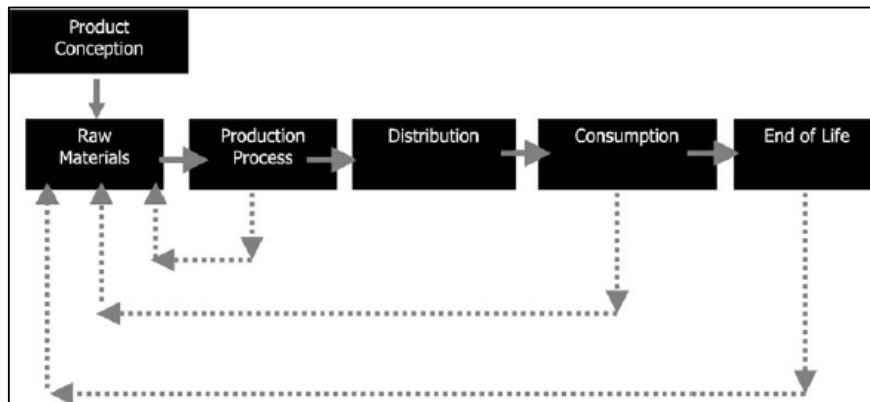 Product
Conception
Raw
Materials
Production
Process
Distribution
Consumption
End of Life